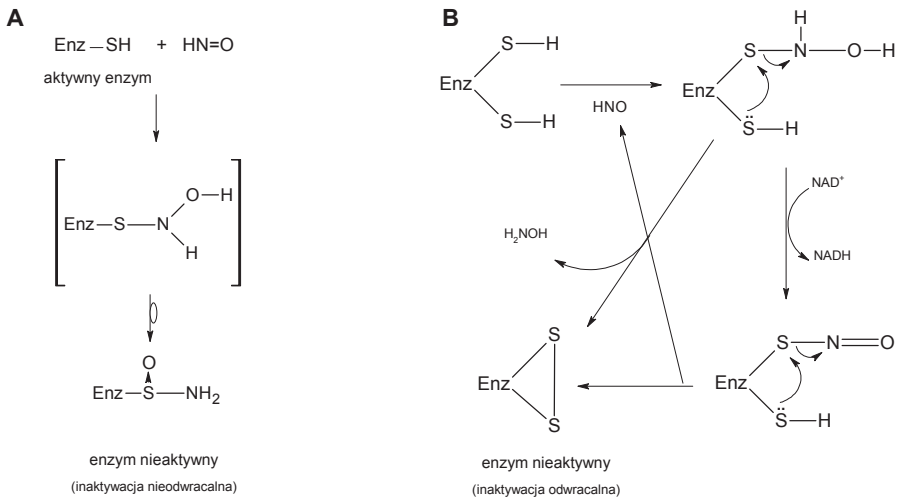 A
Enz –SH + HN=O
aktywny enzym
O–H
Enz–S–N
H
O
Enz–S–NH₂
enzym nieaktywny
(inaktywacja nieodwracalna)
B
S–H
Enz
S–H
HNO
H
S–N–O–H
Enz
S̈–H
NAD⁺
NADH
H₂NOH
S
Enz
S
S–N=O
Enz
S̈–H
enzym nieaktywny
(inaktywacja odwracalna)